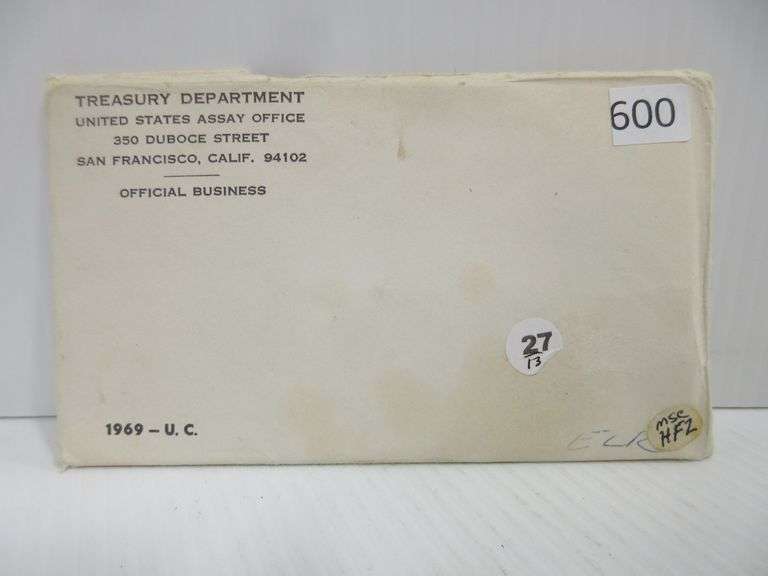 TREASURY DEPARTMENT
UNITED STATES ASSAY OFFICE
350 DUBOCE STREET
SAN FRANCISCO, CALIF. 94102
OFFICIAL BUSINESS
600
27
13
1969 – U. C.
MSC
HFZ